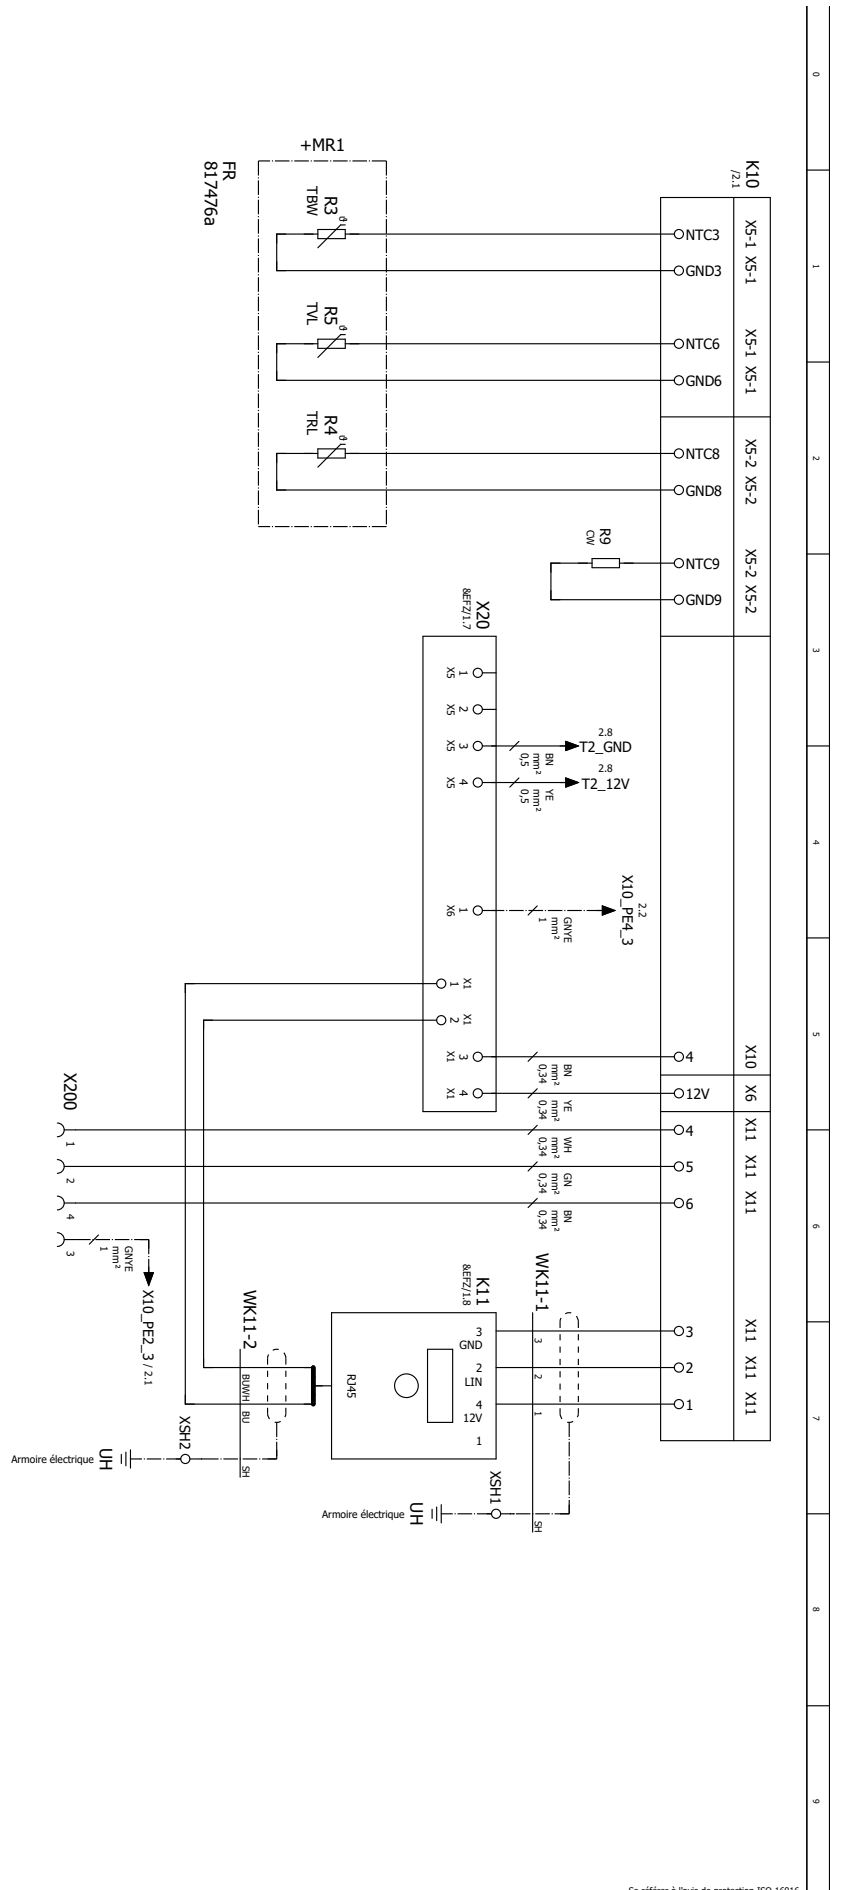 0
1
2
3
4
5
6
7
8
9
K10
/2.1
X5-1 X5-1
NTC3
GND3
X5-1 X5-1
NTC6
GND6
X5-2 X5-2
NTC8
GND8
X5-2 X5-2
NTC9
GND9
X10
4
X6
12V
X11
4
X11
5
X11
6
X11
3
X11
2
X11
1
+MR1
R3
TBW
ϑ
R5
TVL
ϑ
R4
TRL
ϑ
FR
817476a
R9
CW
X20
&EFZ/1.7
1
X5
2
X5
3
X5
4
X5
1
X6
1 X1
2 X1
3
X1
4
X1
2.8
T2_GND
BN
mm²
0,5
2.8
T2_12V
YE
mm²
0,5
2.2
X10_PE4_3
GNYE
mm²
1
BN
mm²
0,34
YE
mm²
0,34
WH
mm²
0,34
GN
mm²
0,34
BN
mm²
0,34
X200
1
2
4
3
GNYE
mm²
1
X10_PE2_3 / 2.1
K11
&EFZ/1.8
3
GND
2
LIN
4
12V
1
RJ45
WK11-1
3
2
1
SH
WK11-2
BUWH
BU
SH
XSH1
UH
Armoire électrique
XSH2
UH
Armoire électrique